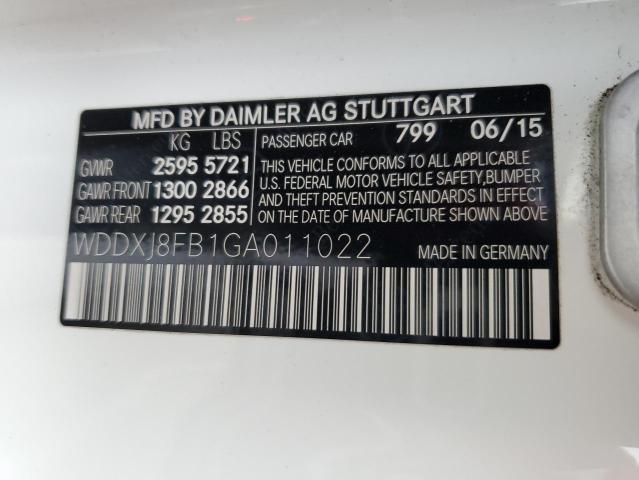 MFD BY DAIMLER AG STUTTGART
KG LBS PASSENGER CAR 799 06/15
GVWR 2595 5721
GAWR FRONT 1300 2866
GAWR REAR 1295 2855
THIS VEHICLE CONFORMS TO ALL APPLICABLE
U.S. FEDERAL MOTOR VEHICLE SAFETY,BUMPER
AND THEFT PREVENTION STANDARDS IN EFFECT
ON THE DATE OF MANUFACTURE SHOWN ABOVE.
WDDXJ8FB1GA011022 MADE IN GERMANY